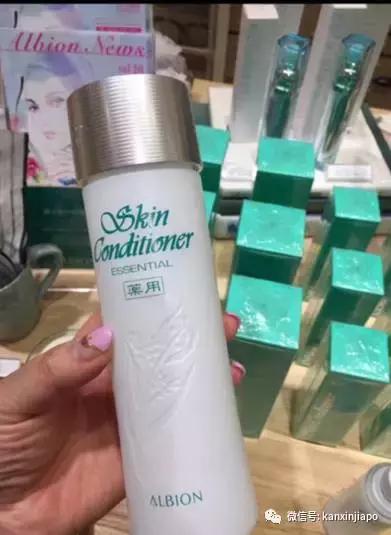 Albion News
Skin
Conditioner
ESSENTIAL
薬用
ALBION
微信号: kanxinjiapo